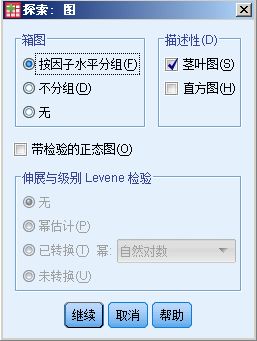 探索: 图
箱图
按因子水平分组(F)
不分组(D)
无
描述性(D)
茎叶图(S)
直方图(H)
带检验的正态图(O)
伸展与级别 Levene 检验
无
幂估计(P)
已转换(T) 幂: 自然对数
未转换(U)
继续 取消 帮助